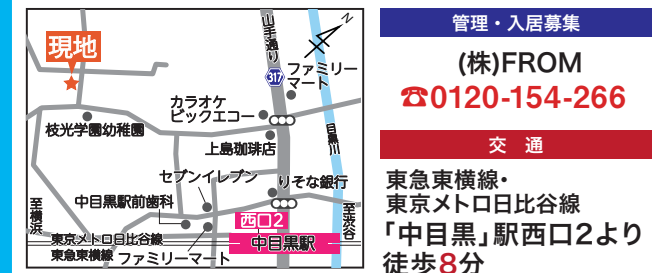 現地
山手通り
N
317
ファミリー
マート
カラオケ
ビックエコー
枝光学園幼稚園
上島珈琲店
目黒川
セブンイレブン
りそな銀行
中目黒駅前歯科
至横浜
西口2
至渋谷
東京メトロ日比谷線
中目黒駅
東急東横線
ファミリーマート
管理・入居募集
(株)FROM
☎0120-154-266
交 通
東急東横線・
東京メトロ日比谷線
「中目黒」駅西口2より
徒歩8分